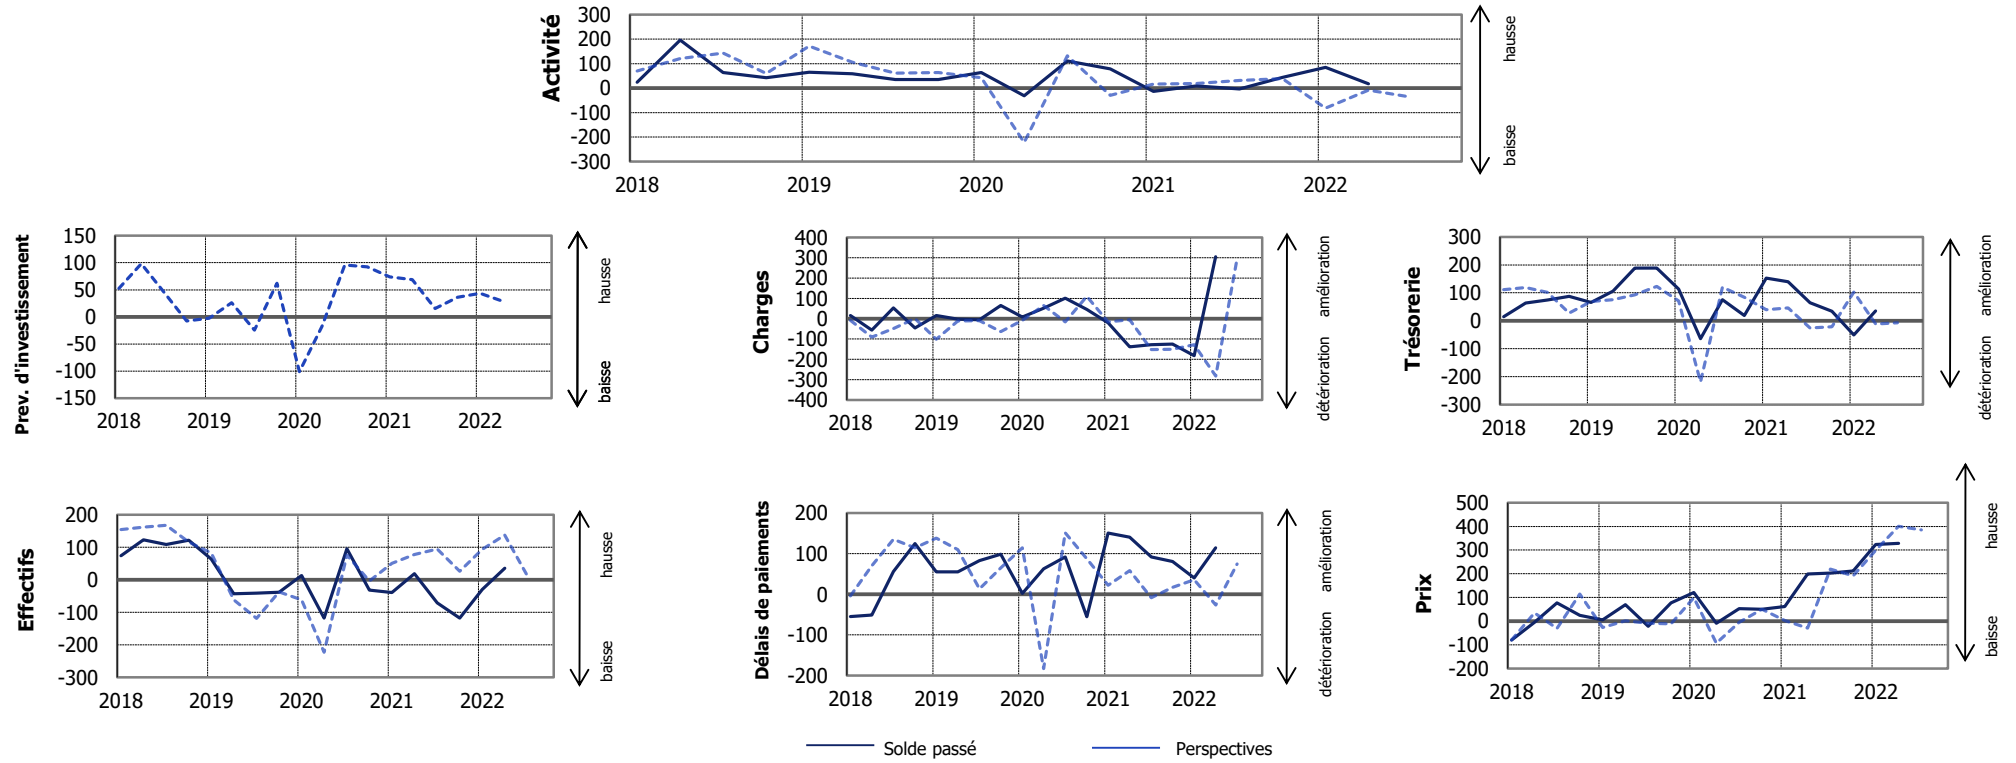 Activité
300
200
100
0
-100
-200
-300
2018 2019 2020 2021 2022
hausse
baisse
Prev. d'investissement
150
100
50
0
-50
-100
-150
2018 2019 2020 2021 2022
hausse
baisse
Charges
400
300
200
100
0
-100
-200
-300
-400
2018 2019 2020 2021 2022
amélioration
détérioration
Trésorerie
300
200
100
0
-100
-200
-300
2018 2019 2020 2021 2022
amélioration
détérioration
Effectifs
200
100
0
-100
-200
-300
2018 2019 2020 2021 2022
hausse
baisse
Délais de paiements
200
100
0
-100
-200
2018 2019 2020 2021 2022
amélioration
détérioration
Prix
500
400
300
200
100
0
-100
-200
2018 2019 2020 2021 2022
hausse
baisse
Solde passé Perspectives